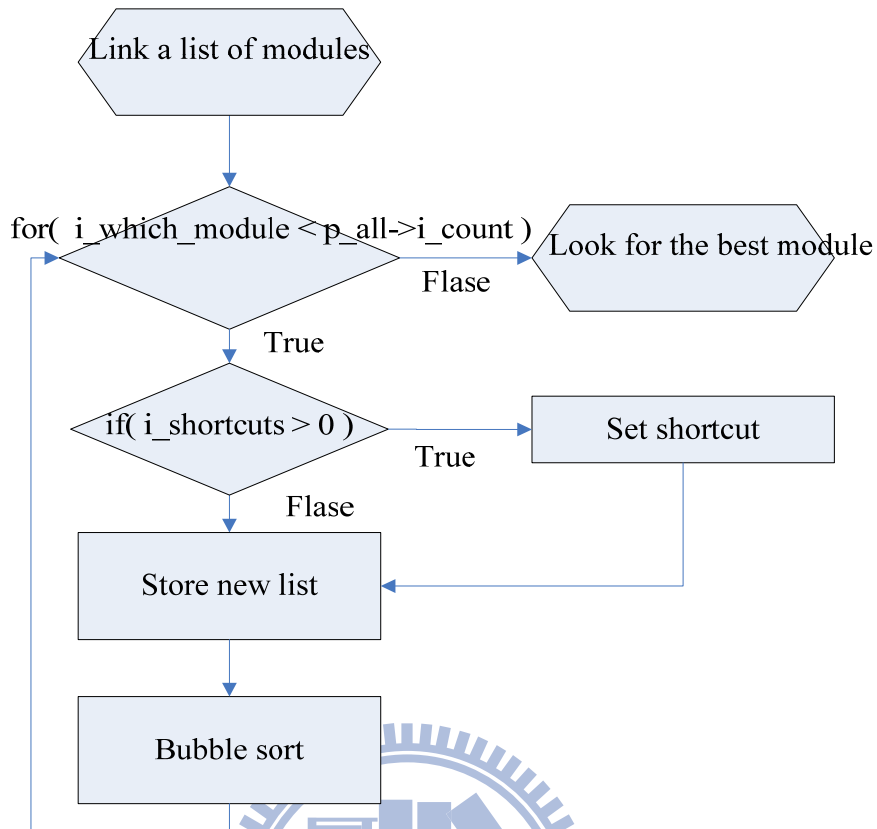 Link a list of modules
for( i_which_module < p_all->i_count )
Look for the best module
Flase
True
if( i_shortcuts > 0 )
Set shortcut
True
Flase
Store new list
Bubble sort